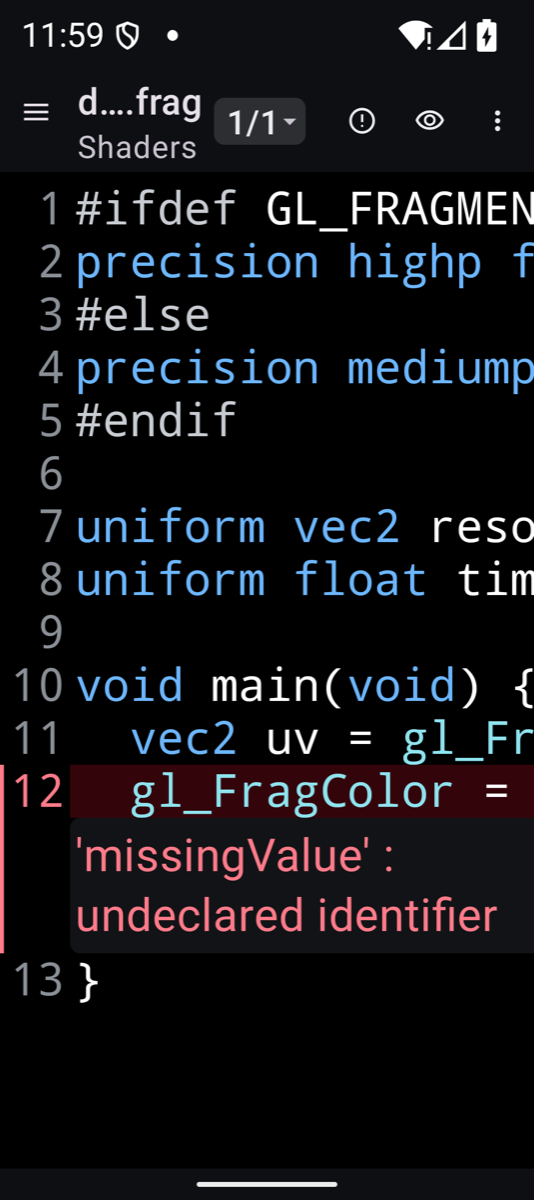 11:59
d....frag
Shaders
1/1
1 #ifdef GL_FRAGMEN
2 precision highp f
3 #else
4 precision mediump
5 #endif
6
7 uniform vec2 reso
8 uniform float tim
9
10 void main(void) {
11   vec2 uv = gl_Fr
12   gl_FragColor =
'missingValue' :
undeclared identifier
13 }